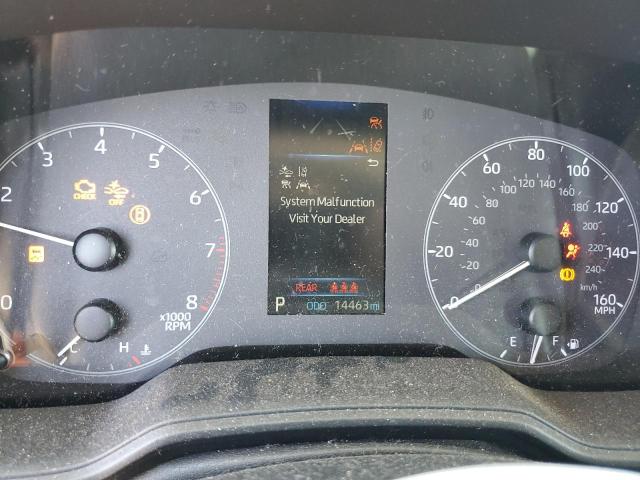 2 3 4 5 6 7 8
0
CHECK
OFF
x1000
RPM
C H
System Malfunction
Visit Your Dealer
REAR
P ODO 14463 mi
0 20 40 60 80 100 120 140 160
MPH
0 20 40 60 80 100 120 140 160 180 200 220 240
km/h
E F